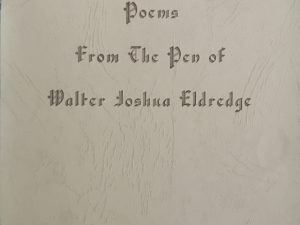 Poems
From The Pen of
Walter Joshua Eldredge